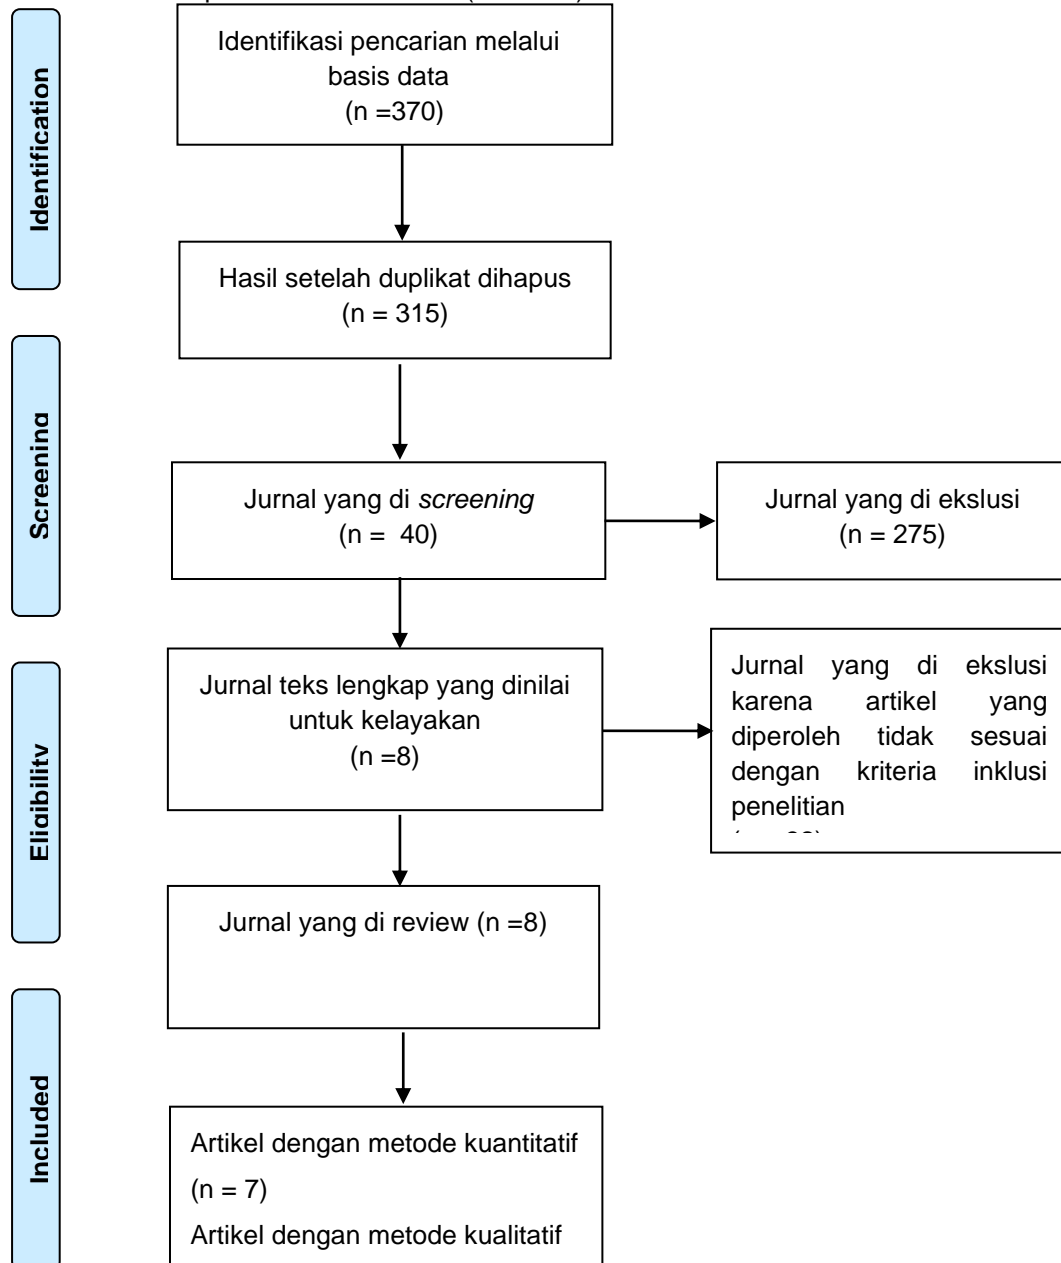 Identification
Identifikasi pencarian melalui
basis data
(n =370)
Hasil setelah duplikat dihapus
(n = 315)
Screening
Jurnal yang di screening
(n = 40)
Jurnal yang di ekslusi
(n = 275)
Eligibility
Jurnal teks lengkap yang dinilai
untuk kelayakan
(n =8)
Jurnal yang di ekslusi
karena artikel yang
diperoleh tidak sesuai
dengan kriteria inklusi
penelitian
Jurnal yang di review (n =8)
Included
Artikel dengan metode kuantitatif
(n = 7)
Artikel dengan metode kualitatif